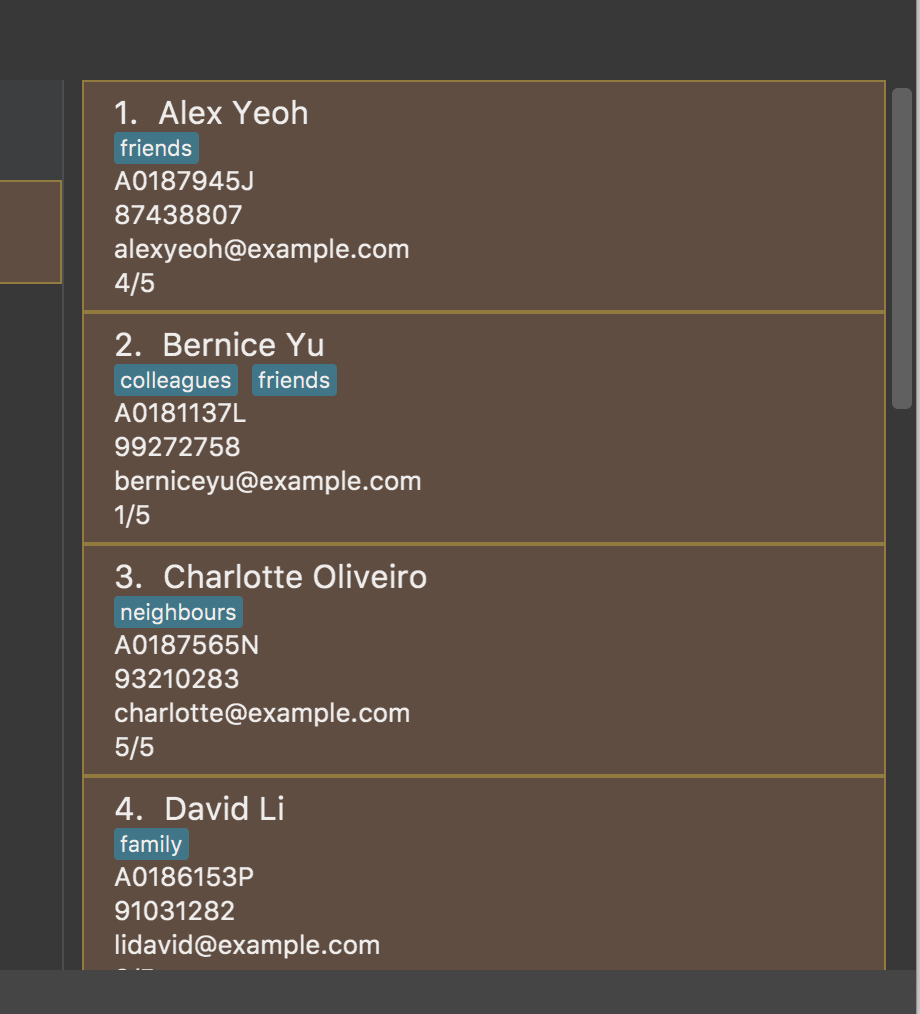 1. Alex Yeoh
friends
A0187945J
87438807
alexyeoh@example.com
4/5
2. Bernice Yu
colleagues friends
A0181137L
99272758
berniceyu@example.com
1/5
3. Charlotte Oliveiro
neighbours
A0187565N
93210283
charlotte@example.com
5/5
4. David Li
family
A0186153P
91031282
lidavid@example.com